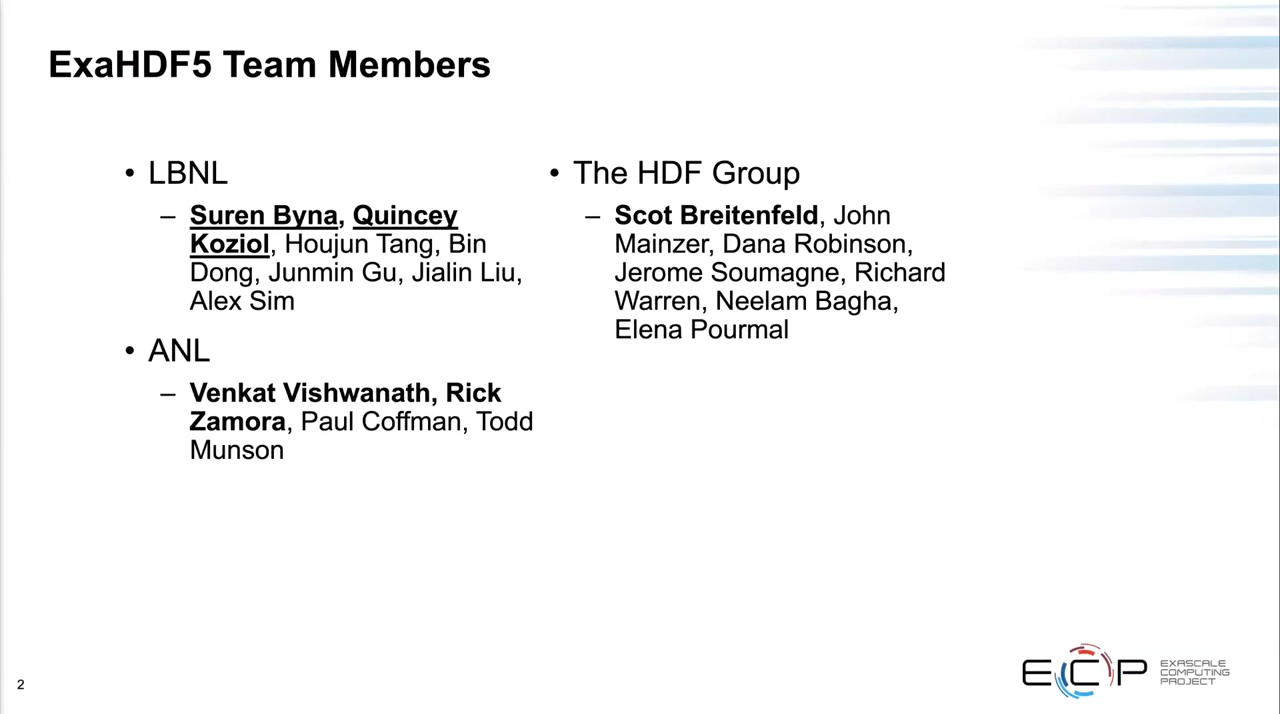 ExaHDF5 Team Members
• LBNL
– Suren Byna, Quincey
Koziol, Houjun Tang, Bin
Dong, Junmin Gu, Jialin Liu,
Alex Sim
• ANL
– Venkat Vishwanath, Rick
Zamora, Paul Coffman, Todd
Munson
• The HDF Group
– Scot Breitenfeld, John
Mainzer, Dana Robinson,
Jerome Soumagne, Richard
Warren, Neelam Bagha,
Elena Pourmal
2
ECP
EXASCALE
COMPUTING
PROJECT